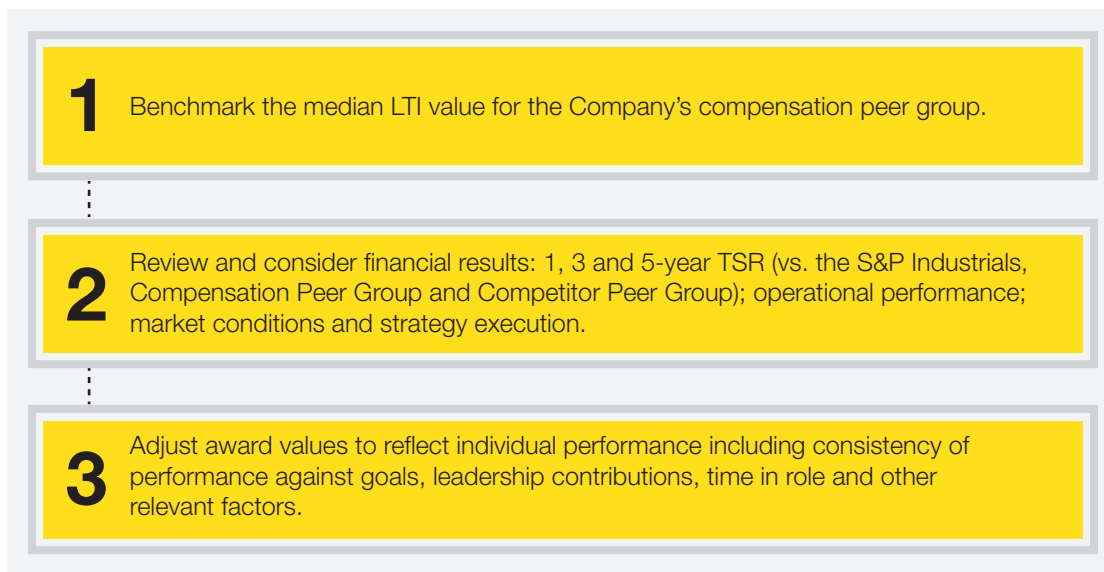 1
Benchmark the median LTI value for the Company’s compensation peer group.
2
Review and consider financial results: 1, 3 and 5-year TSR (vs. the S&P Industrials,
Compensation Peer Group and Competitor Peer Group); operational performance;
market conditions and strategy execution.
3
Adjust award values to reflect individual performance including consistency of
performance against goals, leadership contributions, time in role and other
relevant factors.